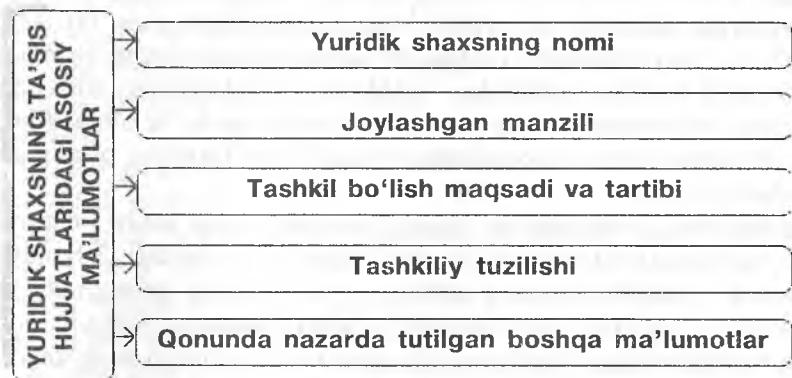 YURIDIK SHAXSNING TA'SIS
HUJJATLARIDAGI ASOSIY
MA'LUMOTLAR
Yuridik shaxsning nomi
Joylashgan manzili
Tashkil bo‘lish maqsadi va tartibi
Tashkiliy tuzilishi
Qonunda nazarda tutilgan boshqa ma’lumotlar